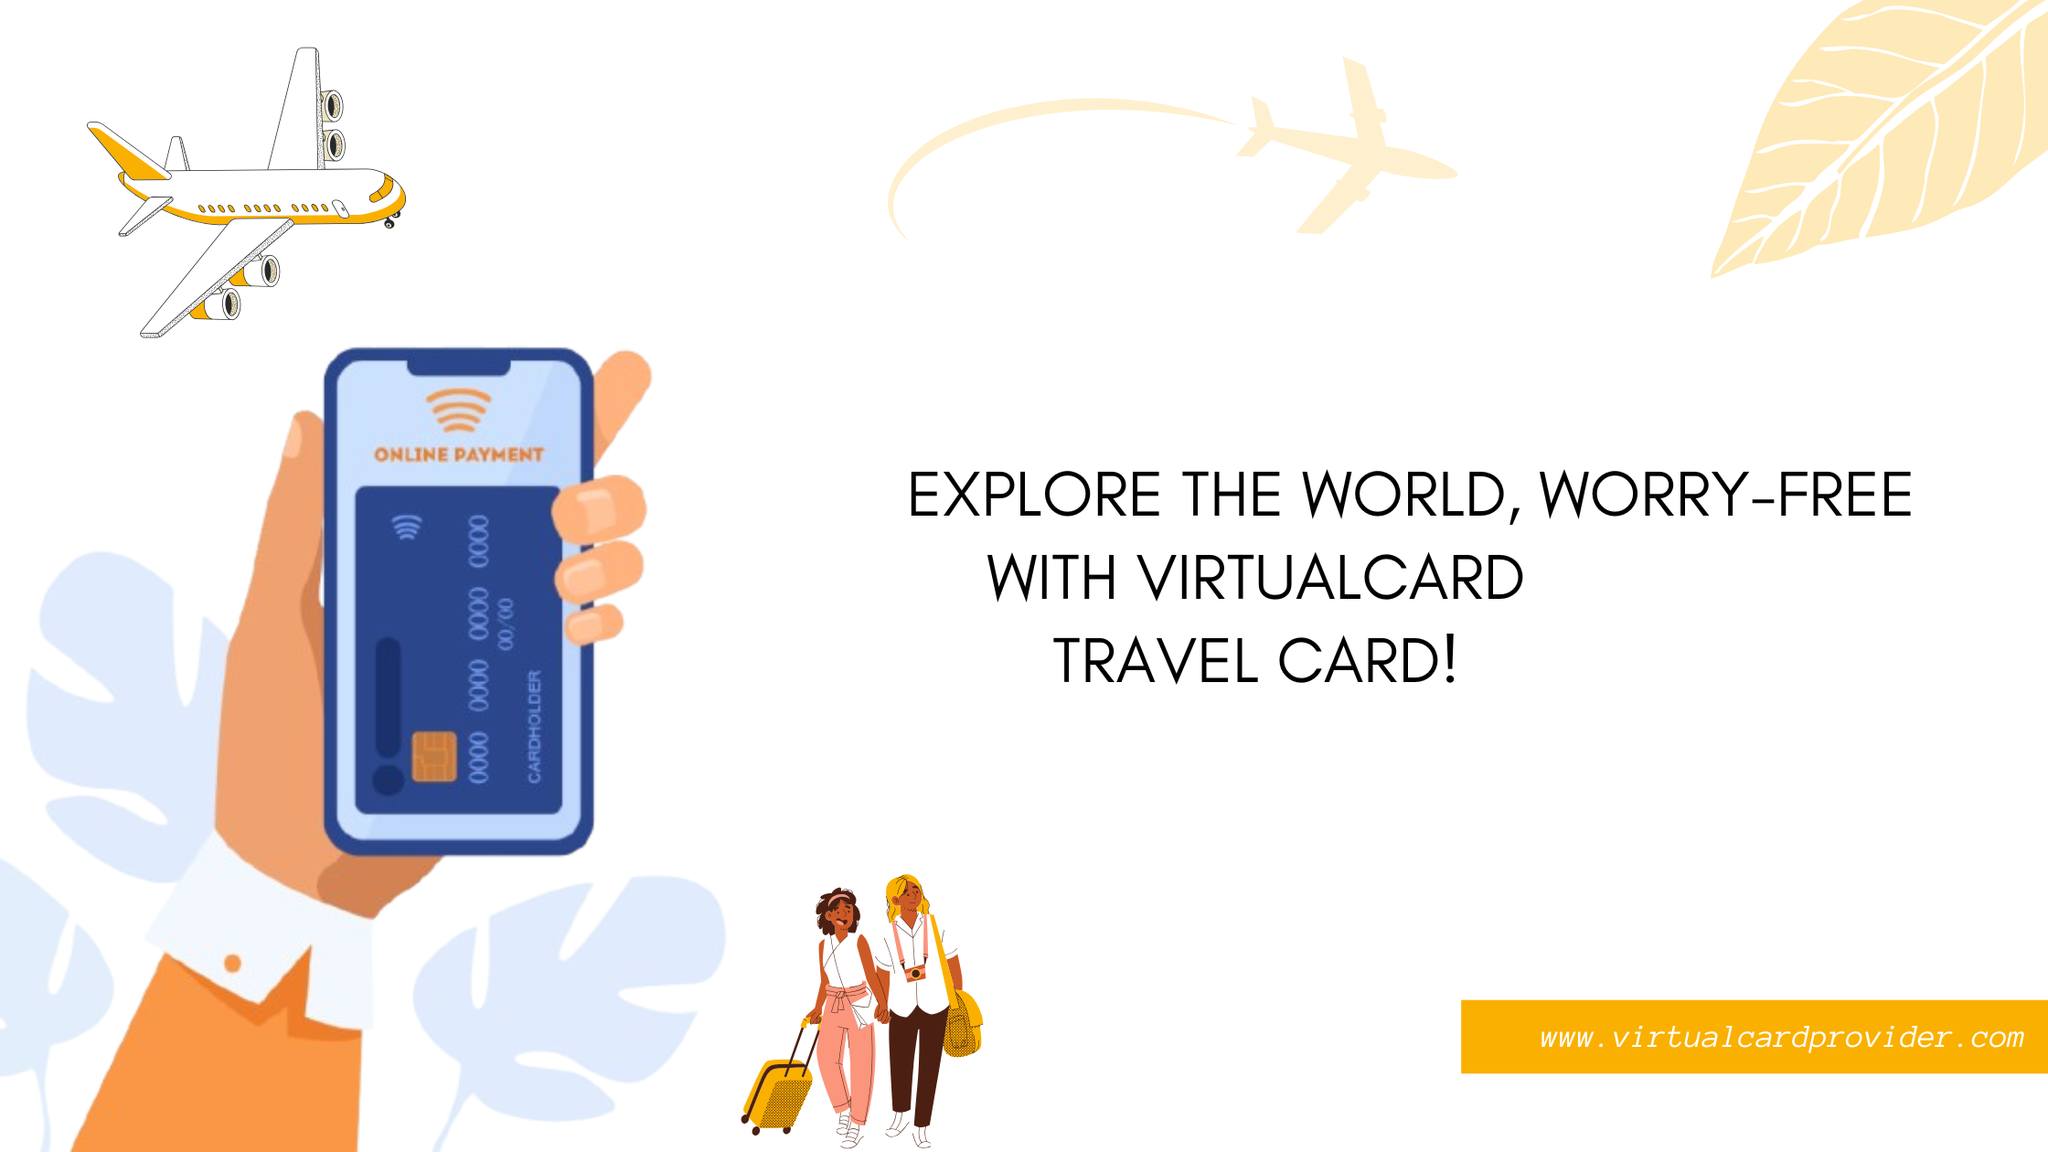 ONLINE PAYMENT
0000 0000 0000 0000
00/00
CARDHOLDER
EXPLORE THE WORLD, WORRY-FREE
WITH VIRTUALCARD
TRAVEL CARD!
www.virtualcardprovider.com